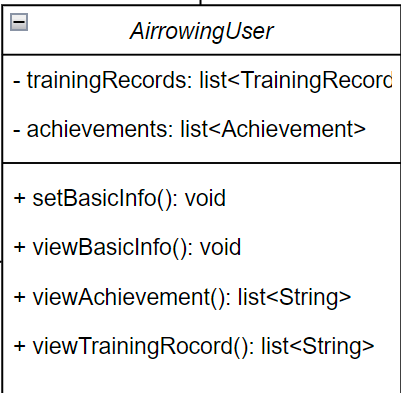 AirrowingUser
- trainingRecords: list<TrainingRecord
- achievements: list<Achievement>
+ setBasicInfo(): void
+ viewBasicInfo(): void
+ viewAchievement(): list<String>
+ viewTrainingRocord(): list<String>